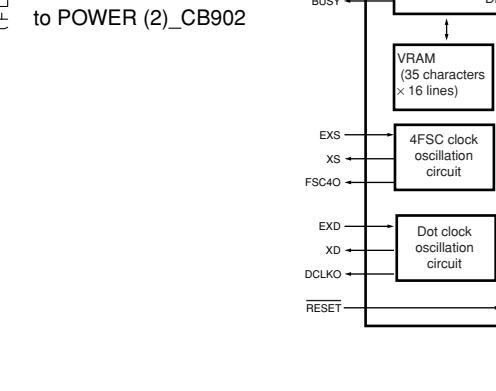 to POWER (2)_CB902
BUSY
VRAM
(35 characters
× 16 lines)
EXS
XS
FSC4O
4FSC clock
oscillation
circuit
EXD
XD
DCLKO
Dot clock
oscillation
circuit
RESET